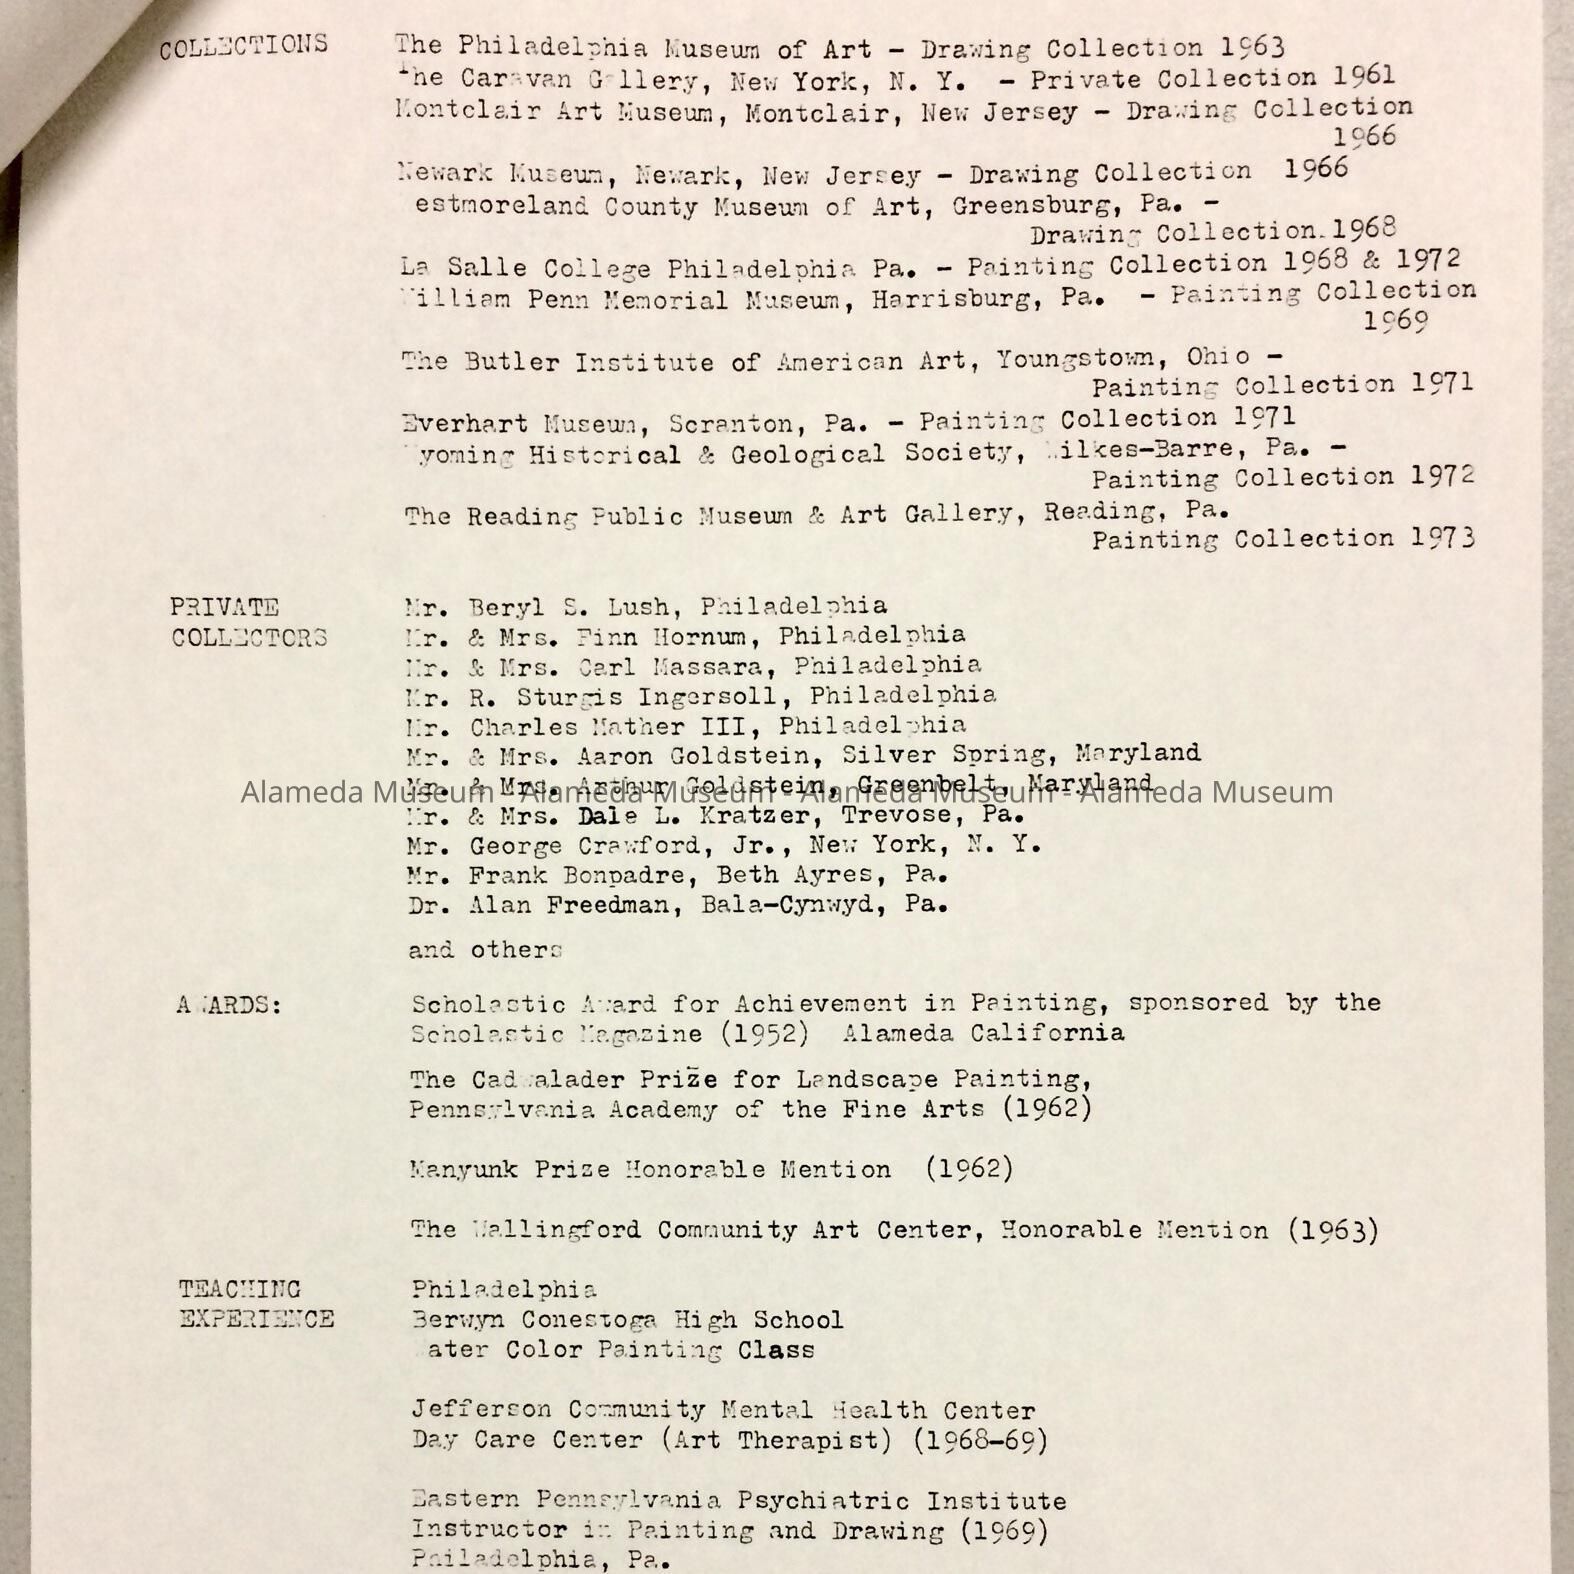 COLLECTIONS The Philadelphia Museum of Art - Drawing Collection 1963
The Caravan Gallery, New York, N. Y. - Private Collection 1961
Montclair Art Museum, Montclair, New Jersey - Drawing Collection
1966
Newark Museum, Newark, New Jersey - Drawing Collection 1966
estmoreland County Museum of Art, Greensburg, Pa. -
Drawing Collection.1968
La Salle College Philadelphia Pa. - Painting Collection 1968 & 1972
William Penn Memorial Museum, Harrisburg, Pa. - Painting Collection
1969
The Butler Institute of American Art, Youngstown, Ohio -
Painting Collection 1971
Everhart Museum, Scranton, Pa. - Painting Collection 1971
Wyoming Historical & Geological Society, Wilkes-Barre, Pa. -
Painting Collection 1972
The Reading Public Museum & Art Gallery, Reading, Pa.
Painting Collection 1973
PRIVATE Mr. Beryl S. Lush, Philadelphia
COLLECTORS Mr. & Mrs. Finn Hornum, Philadelphia
Mr. & Mrs. Carl Massara, Philadelphia
Mr. R. Sturgis Ingersoll, Philadelphia
Mr. Charles Mather III, Philadelphia
Mr. & Mrs. Aaron Goldstein, Silver Spring, Maryland
Mr. & Mrs. Arthur Goldstein, Greenbelt, Maryland
Alameda Museum - Alameda Museum - Alameda Museum - Alameda Museum
Mr. & Mrs. Dale L. Kratzer, Trevose, Pa.
Mr. George Crawford, Jr., New York, N. Y.
Mr. Frank Bonpadre, Beth Ayres, Pa.
Dr. Alan Freedman, Bala-Cynwyd, Pa.
and others
AWARDS: Scholastic Award for Achievement in Painting, sponsored by the
Scholastic Magazine (1952) Alameda California
The Cadwalader Prize for Landscape Painting,
Pennsylvania Academy of the Fine Arts (1962)
Manyunk Prize Honorable Mention (1962)
The Wallingford Community Art Center, Honorable Mention (1963)
TEACHING Philadelphia
EXPERIENCE Berwyn Conestoga High School
ater Color Painting Class
Jefferson Community Mental Health Center
Day Care Center (Art Therapist) (1968-69)
Eastern Pennsylvania Psychiatric Institute
Instructor in Painting and Drawing (1969)
Philadelphia, Pa.